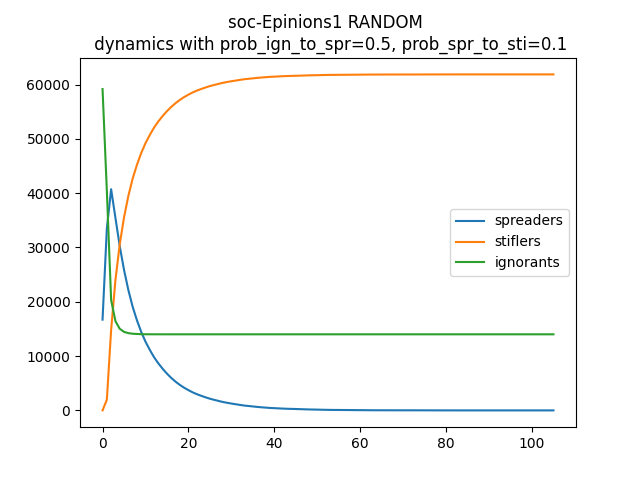 soc-Epinions1 RANDOM
dynamics with prob_ign_to_spr=0.5, prob_spr_to_sti=0.1
60000
50000
40000
30000
20000
10000
0
spreaders
stiflers
ignorants
0 20 40 60 80 100